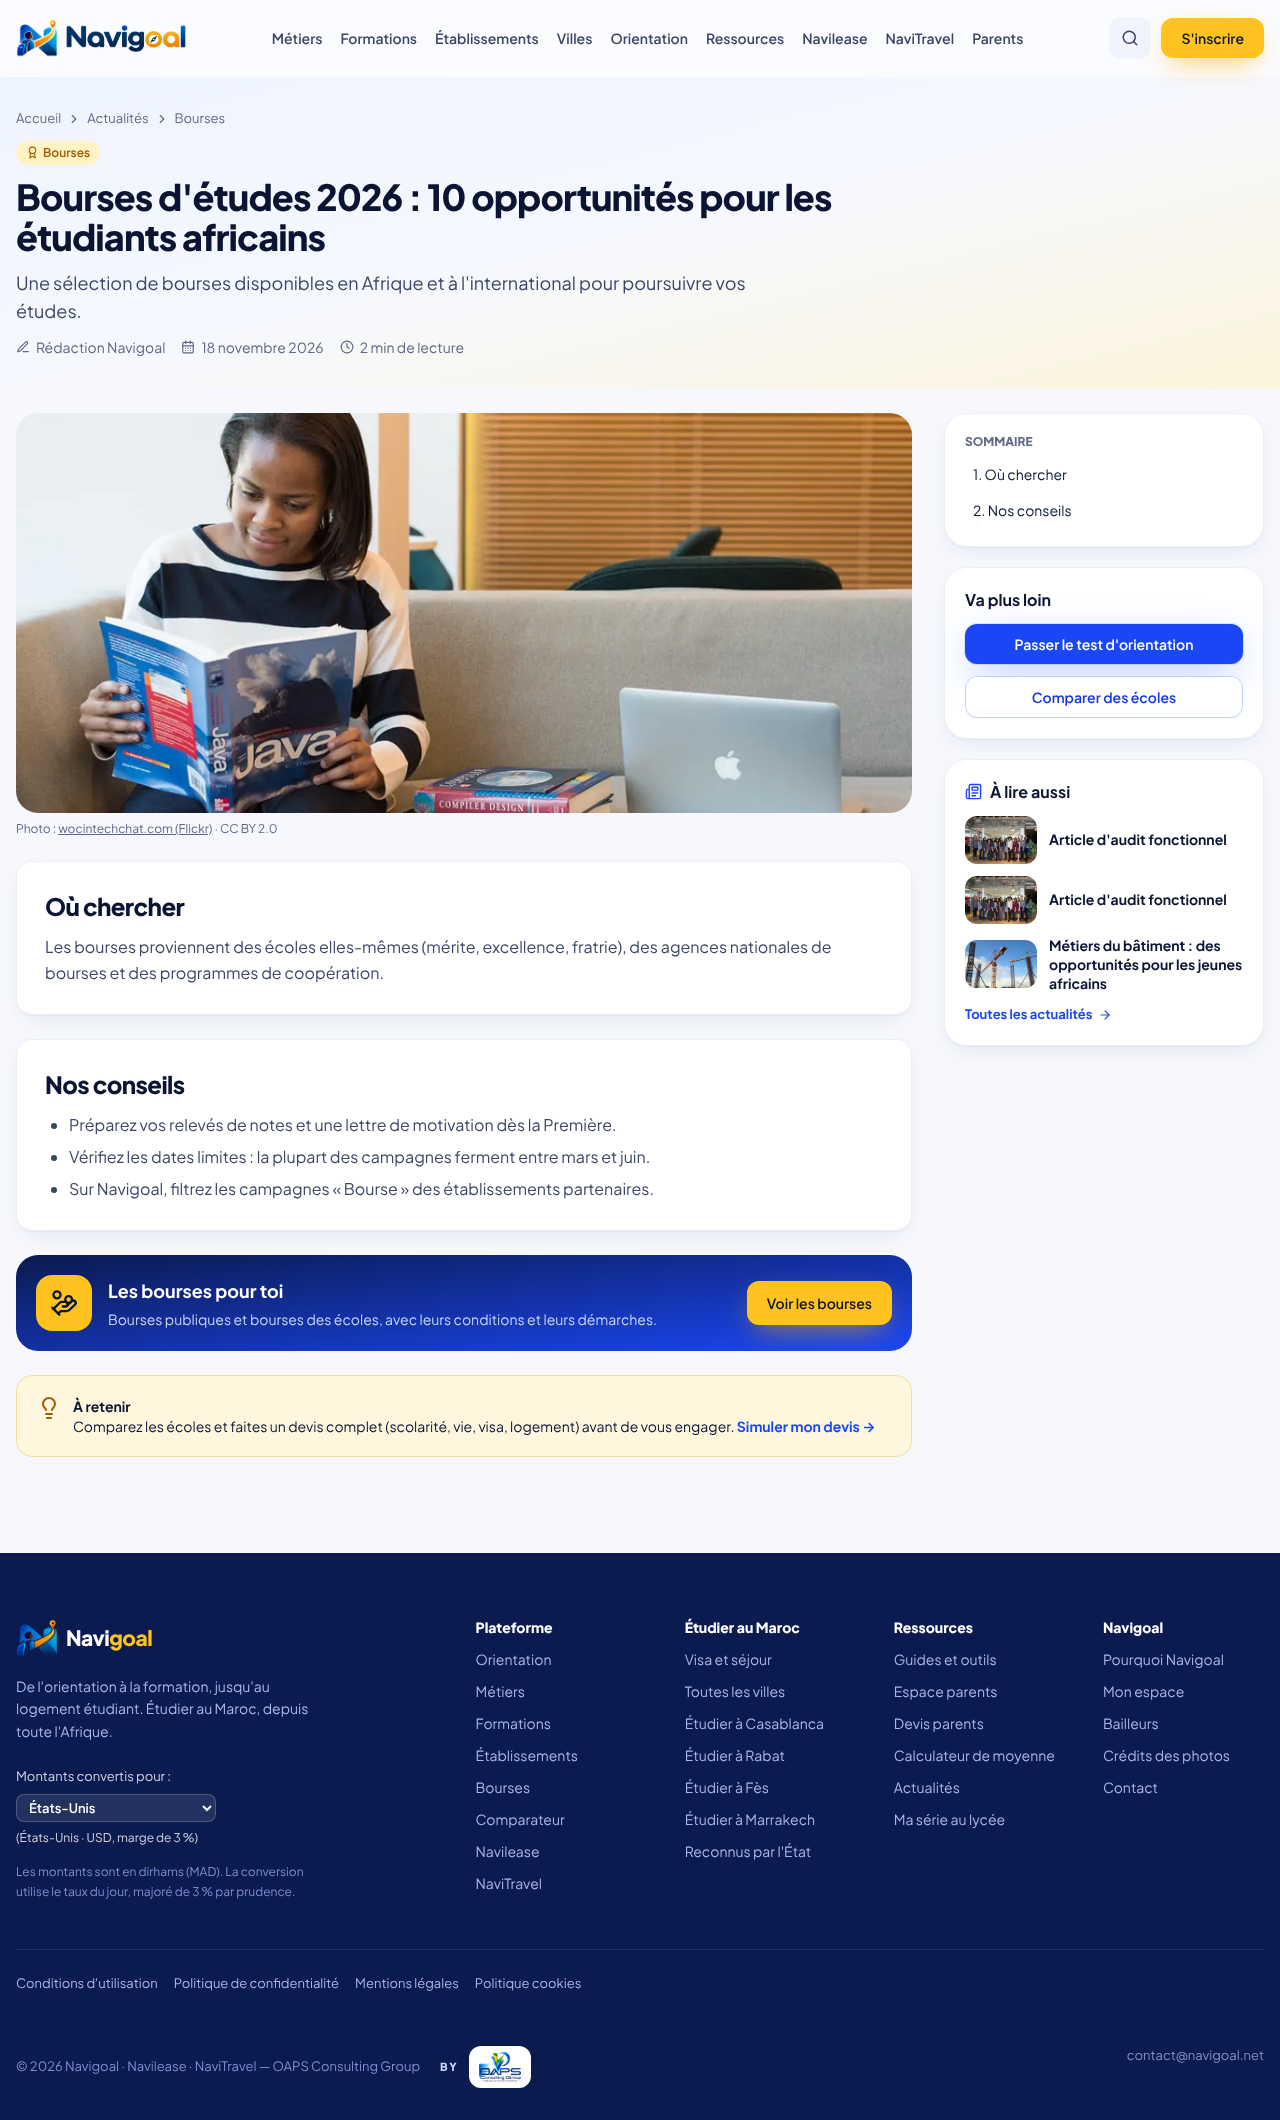 Navigoal
Métiers
Formations
Établissements
Villes
Orientation
Ressources
Navilease
NaviTravel
Parents
S'inscrire
Accueil
Actualités
Bourses
Bourses
Bourses d'études 2026 : 10 opportunités pour les
étudiants africains
Une sélection de bourses disponibles en Afrique et à l'international pour poursuivre vos
études.
Rédaction Navigoal
18 novembre 2026
2 min de lecture
Java
Java
COMPILER DESIGN
Photo : wocintechchat.com (Flickr) · CC BY 2.0
Où chercher
Les bourses proviennent des écoles elles-mêmes (mérite, excellence, fratrie), des agences nationales de
bourses et des programmes de coopération.
Nos conseils
Préparez vos relevés de notes et une lettre de motivation dès la Première.
Vérifiez les dates limites : la plupart des campagnes ferment entre mars et juin.
Sur Navigoal, filtrez les campagnes « Bourse » des établissements partenaires.
Les bourses pour toi
Bourses publiques et bourses des écoles, avec leurs conditions et leurs démarches.
Voir les bourses
À retenir
Comparez les écoles et faites un devis complet (scolarité, vie, visa, logement) avant de vous engager. Simuler mon devis →
SOMMAIRE
1. Où chercher
2. Nos conseils
Va plus loin
Passer le test d'orientation
Comparer des écoles
À lire aussi
Article d'audit fonctionnel
Article d'audit fonctionnel
Métiers du bâtiment : des
opportunités pour les jeunes
africains
Toutes les actualités →
Navigoal
De l'orientation à la formation, jusqu'au
logement étudiant. Étudier au Maroc, depuis
toute l'Afrique.
Montants convertis pour :
États-Unis
(États-Unis · USD, marge de 3 %)
Les montants sont en dirhams (MAD). La conversion
utilise le taux du jour, majoré de 3 % par prudence.
Plateforme
Orientation
Métiers
Formations
Établissements
Bourses
Comparateur
Navilease
NaviTravel
Étudier au Maroc
Visa et séjour
Toutes les villes
Étudier à Casablanca
Étudier à Rabat
Étudier à Fès
Étudier à Marrakech
Reconnus par l'État
Ressources
Guides et outils
Espace parents
Devis parents
Calculateur de moyenne
Actualités
Ma série au lycée
Navigoal
Pourquoi Navigoal
Mon espace
Bailleurs
Crédits des photos
Contact
Conditions d'utilisation
Politique de confidentialité
Mentions légales
Politique cookies
© 2026 Navigoal · Navilease · NaviTravel — OAPS Consulting Group
BY
OAPS
Consulting Group
contact@navigoal.net